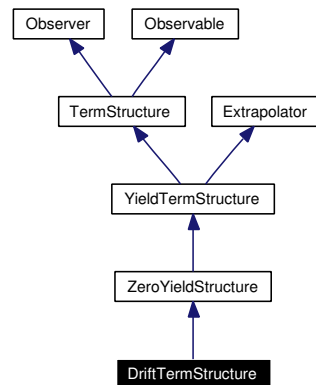 Observer Observable
TermStructure Extrapolator
YieldTermStructure
ZeroYieldStructure
DriftTermStructure